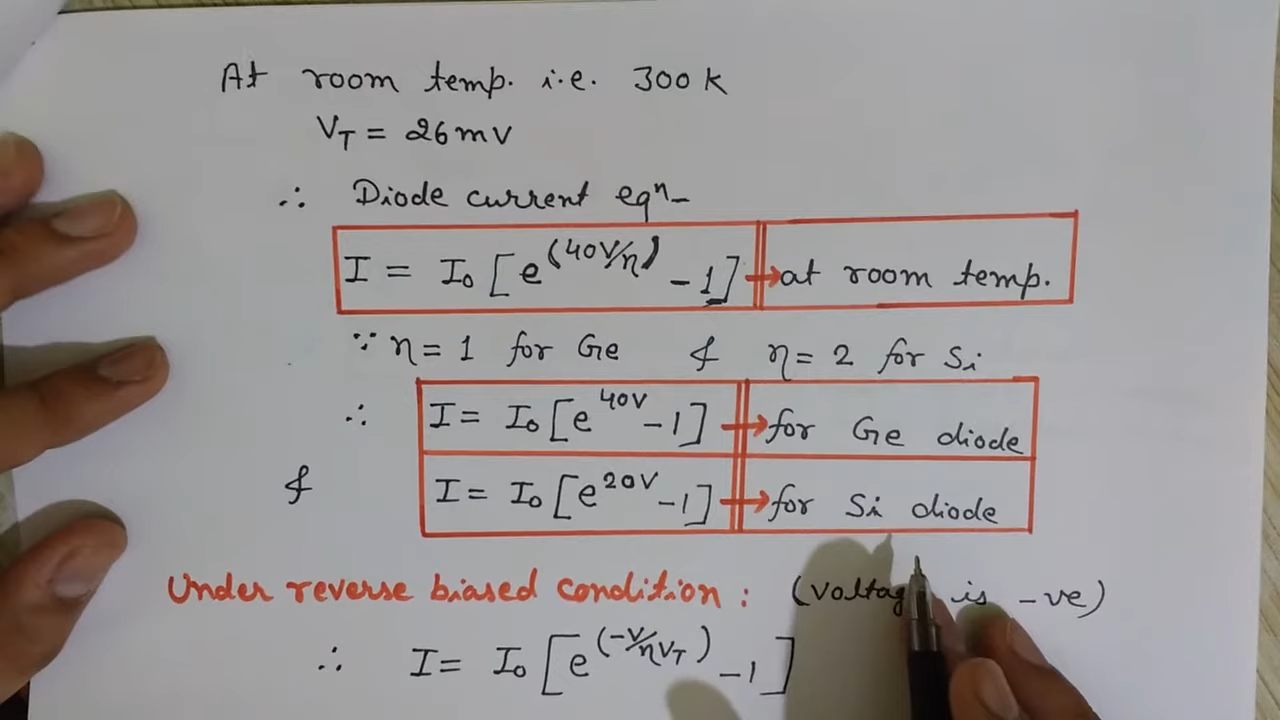 At room temp. i.e. 300 K
V_T = 26 mV
∴ Diode current eqⁿ–
I = I₀ [e^(40V/η) – 1] → at room temp.
∵ η = 1 for Ge & η = 2 for Si
∴ I = I₀ [e^40V – 1] → for Ge diode
& I = I₀ [e^20V – 1] → for Si diode
Under reverse biased condition : (voltag is –ve)
∴ I = I₀ [e^(–V/ηV_T) – 1]